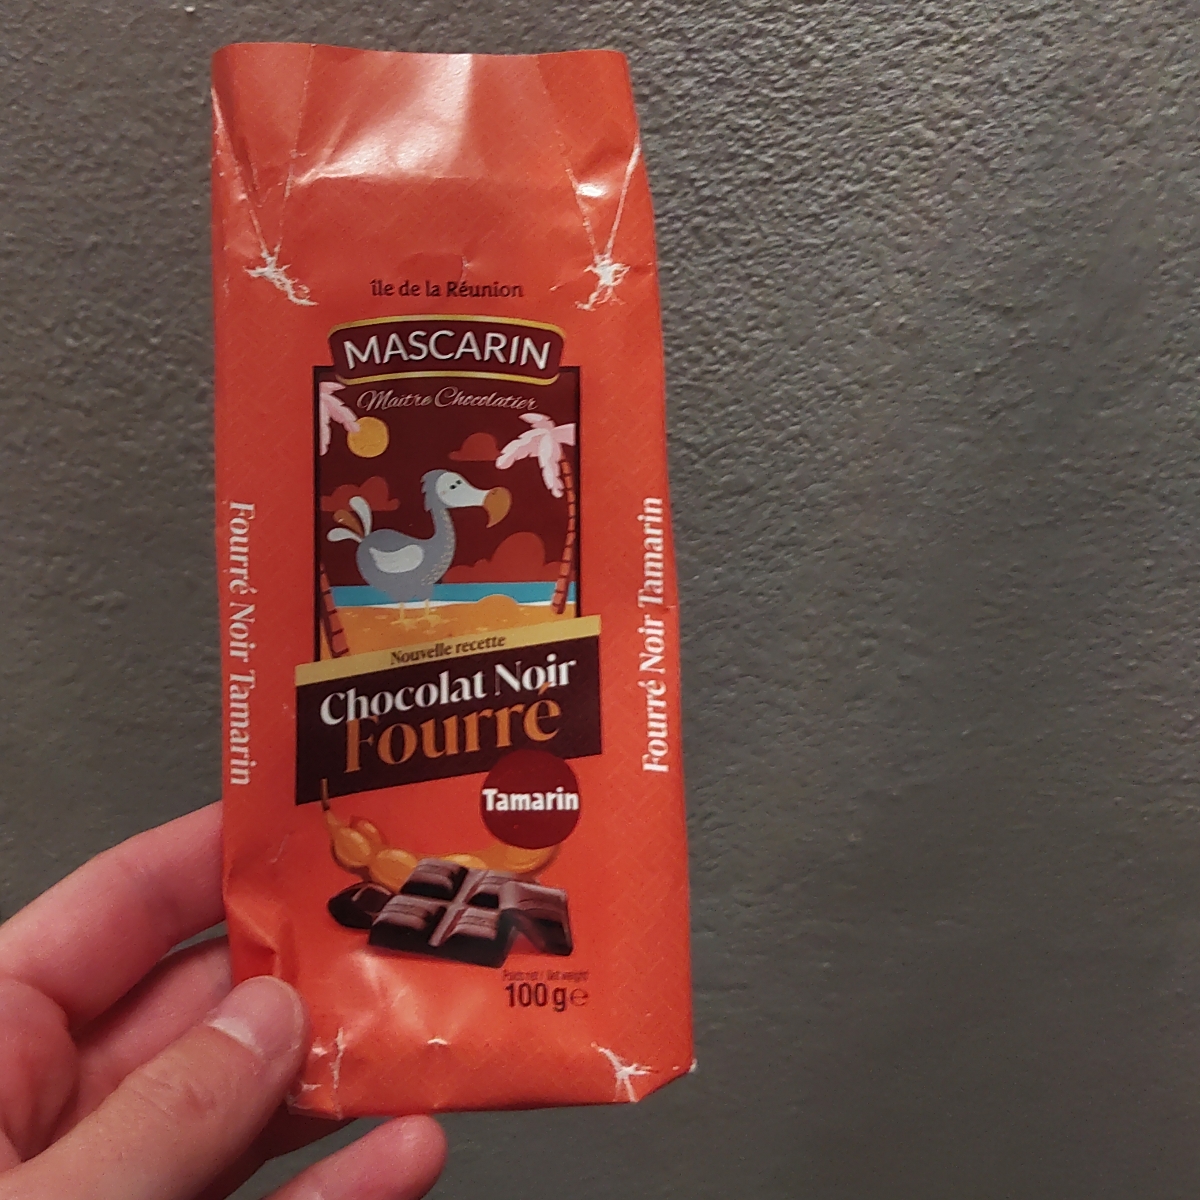 île de la Réunion
MASCARIN
Maître Chocolatier
Nouvelle recette
Chocolat Noir
Fourré
Tamarin
Poids net / Net weight
100 g e
Fourré Noir Tamarin
Fourré Noir Tamarin